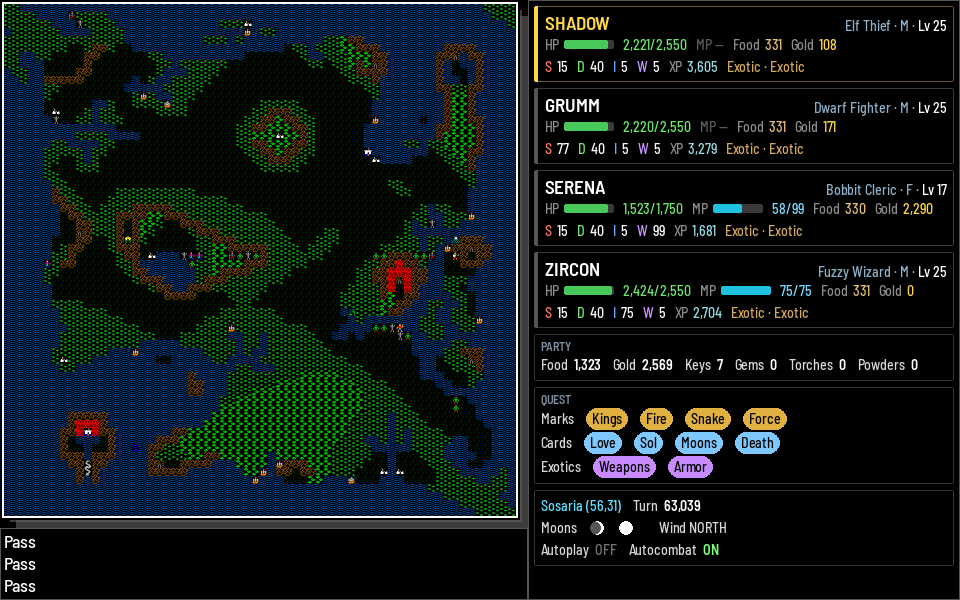 SHADOW Elf Thief · M · Lv 25
HP 2,221/2,550 MP — Food 331 Gold 108
S 15 D 40 I 5 W 5 XP 3,605 Exotic · Exotic
GRUMM Dwarf Fighter · M · Lv 25
HP 2,220/2,550 MP — Food 331 Gold 171
S 77 D 40 I 5 W 5 XP 3,279 Exotic · Exotic
SERENA Bobbit Cleric · F · Lv 17
HP 1,523/1,750 MP 58/99 Food 330 Gold 2,290
S 15 D 40 I 5 W 99 XP 1,681 Exotic · Exotic
ZIRCON Fuzzy Wizard · M · Lv 25
HP 2,424/2,550 MP 75/75 Food 331 Gold 0
S 15 D 40 I 75 W 5 XP 2,704 Exotic · Exotic
PARTY
Food 1,323 Gold 2,569 Keys 7 Gems 0 Torches 0 Powders 0
QUEST
Marks Kings Fire Snake Force
Cards Love Sol Moons Death
Exotics Weapons Armor
Sosaria (56,31) Turn 63,039
Moons Wind NORTH
Autoplay OFF Autocombat ON
Pass
Pass
Pass